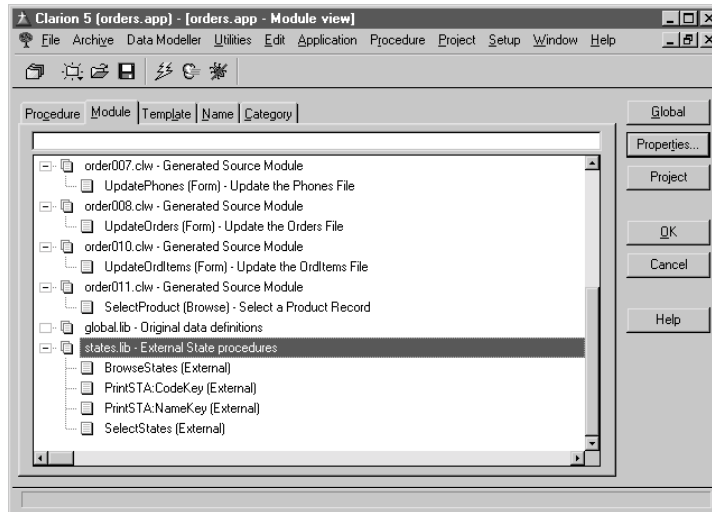 Clarion 5 (orders.app) - [orders.app - Module view]
File Archive Data Modeller Utilities Edit Application Procedure Project Setup Window Help
Procedure Module Template Name Category
Global
Properties...
Project
OK
Cancel
Help
order007.clw - Generated Source Module
UpdatePhones (Form) - Update the Phones File
order008.clw - Generated Source Module
UpdateOrders (Form) - Update the Orders File
order010.clw - Generated Source Module
UpdateOrdItems (Form) - Update the OrdItems File
order011.clw - Generated Source Module
SelectProduct (Browse) - Select a Product Record
global.lib - Original data definitions
states.lib - External State procedures
BrowseStates (External)
PrintSTA:CodeKey (External)
PrintSTA:NameKey (External)
SelectStates (External)